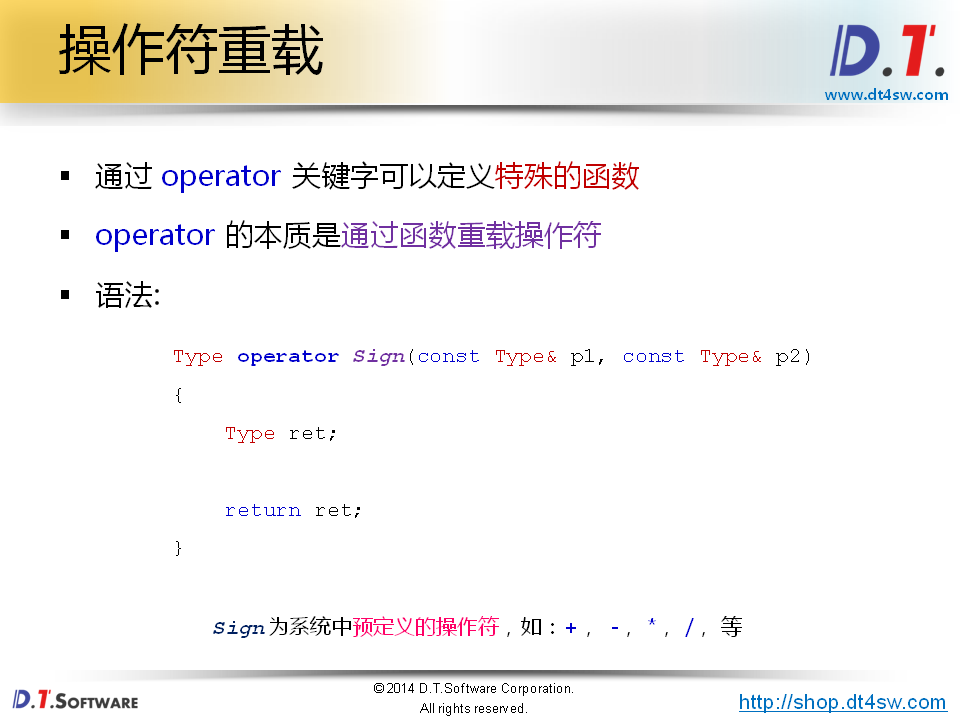 操作符重载
D.T.
www.dt4sw.com
▪ 通过 operator 关键字可以定义特殊的函数
▪ operator 的本质是通过函数重载操作符
▪ 语法:
Type operator Sign(const Type& p1, const Type& p2)
{
Type ret;
return ret;
}
Sign为系统中预定义的操作符，如：+， -， *， /， 等
D.T.SOFTWARE
©2014 D.T.Software Corporation.
All rights reserved.
http://shop.dt4sw.com